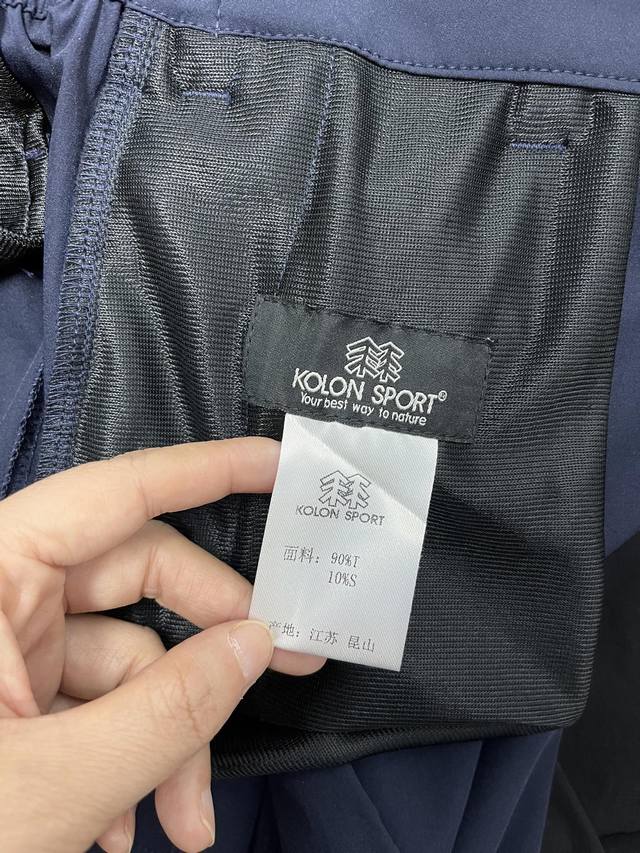 KOLON SPORT®
Your best way to nature
KOLON SPORT
面料: 90%T
10%S
产地: 江苏 昆山